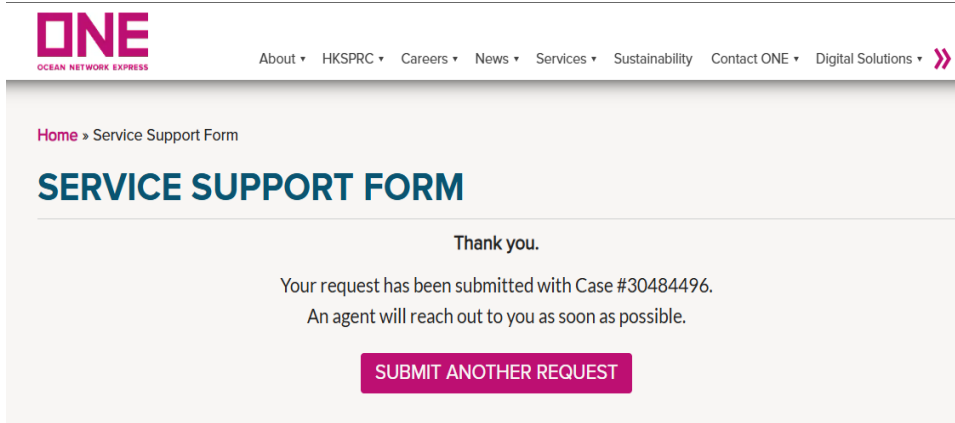 ONE
OCEAN NETWORK EXPRESS
About ▾ HKSPRC ▾ Careers ▾ News ▾ Services ▾ Sustainability Contact ONE ▾ Digital Solutions ▾ »
Home » Service Support Form
SERVICE SUPPORT FORM
Thank you.
Your request has been submitted with Case #30484496.
An agent will reach out to you as soon as possible.
SUBMIT ANOTHER REQUEST